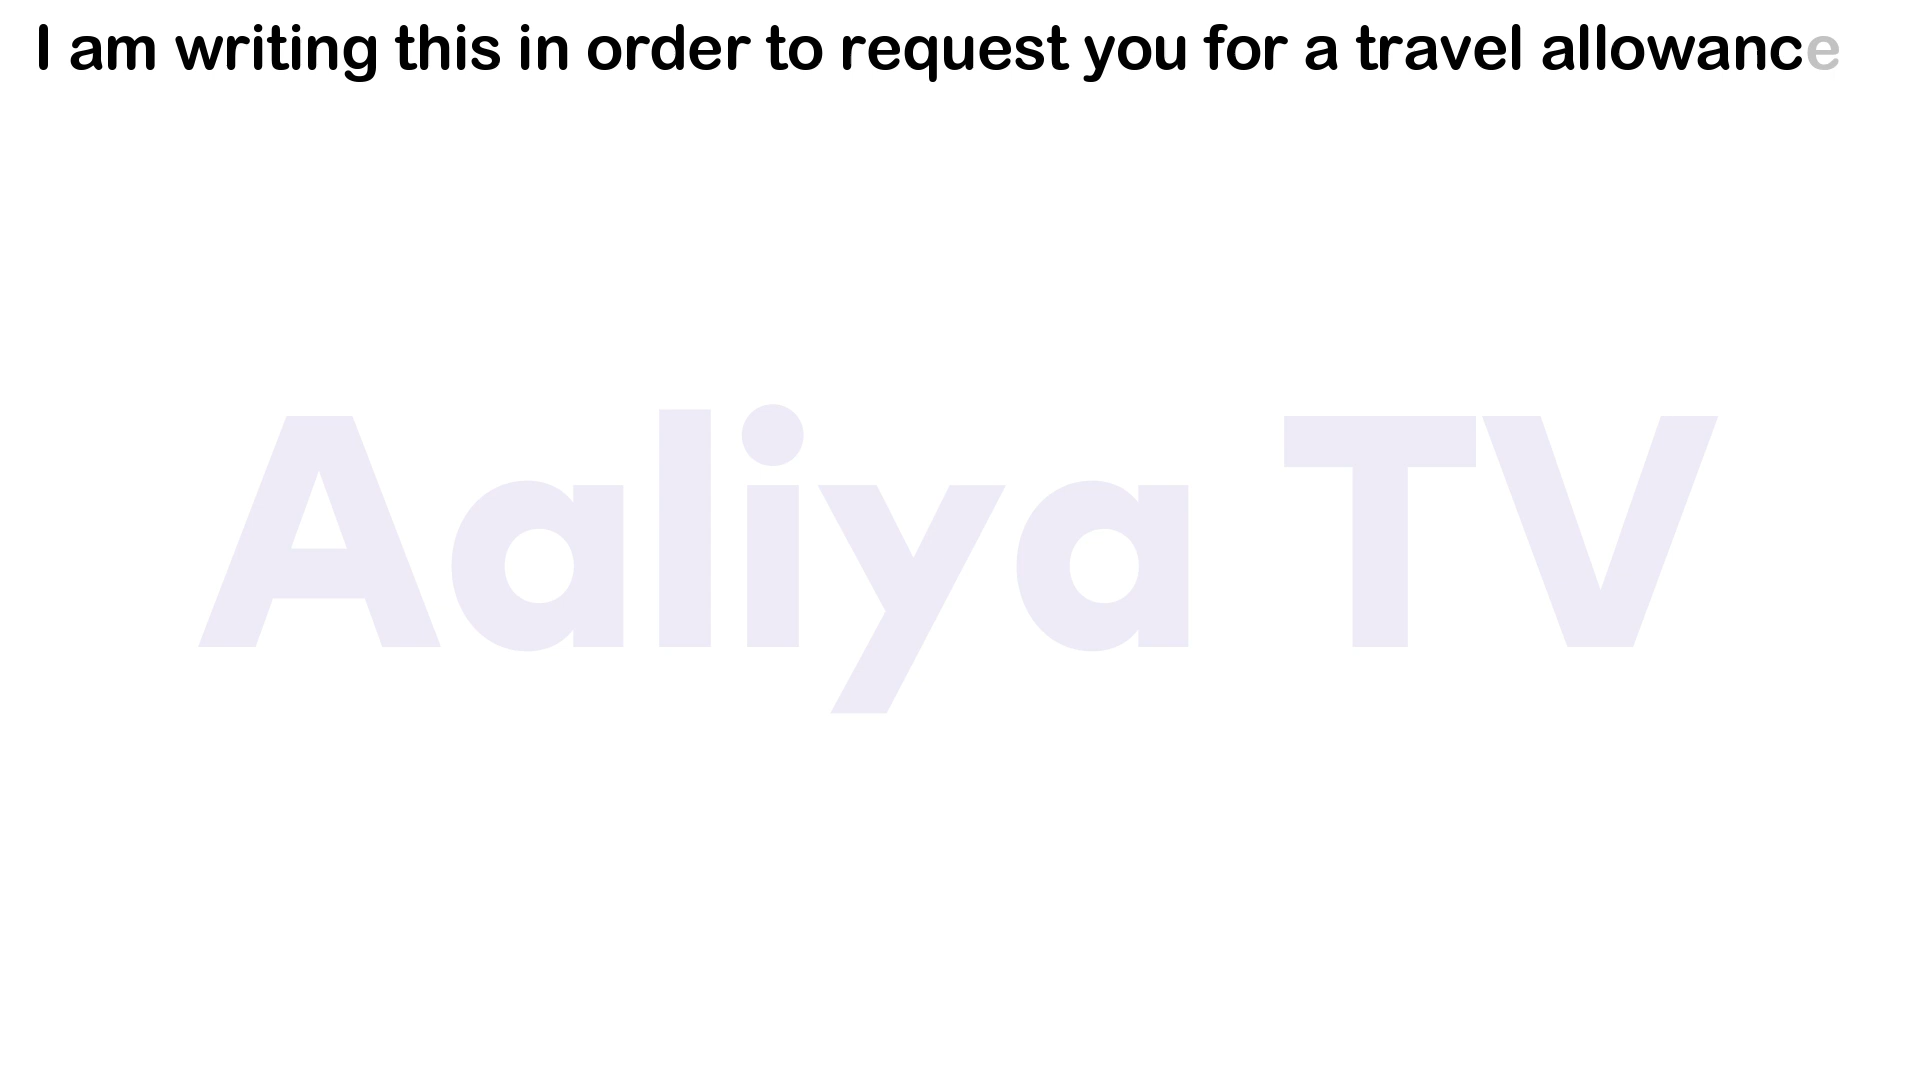 I am writing this in order to request you for a travel allowance
Aaliya TV